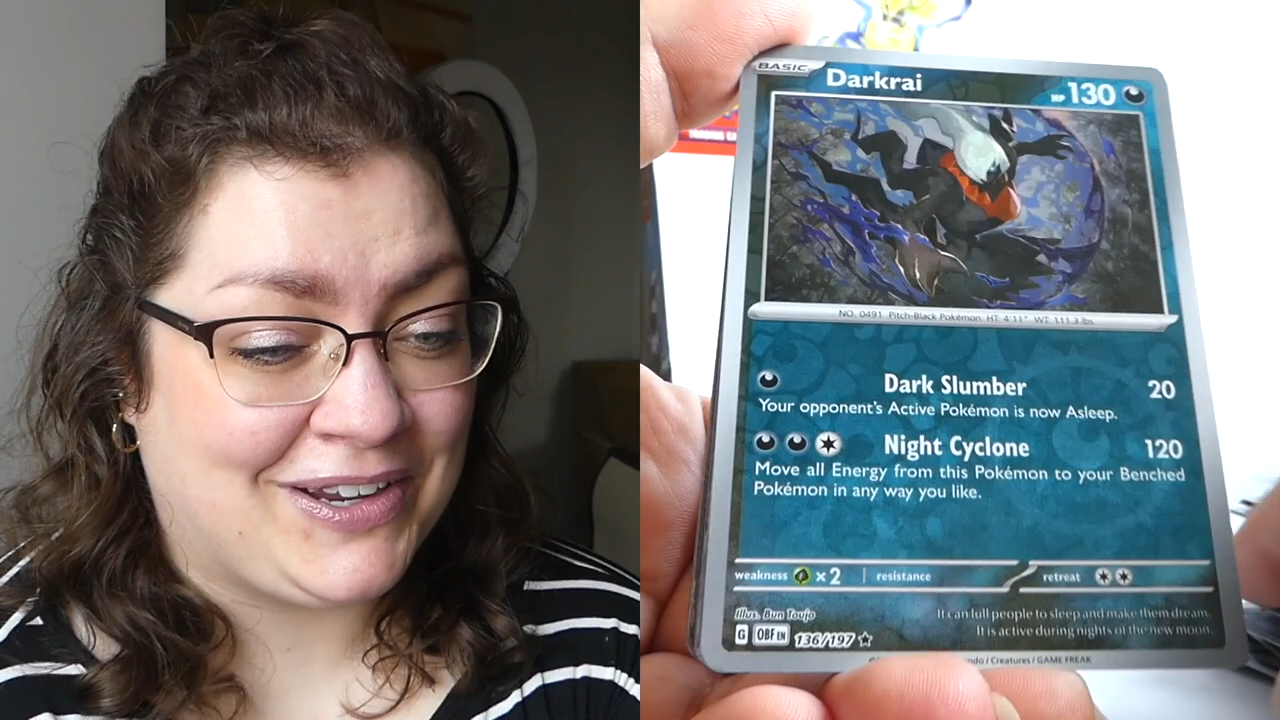 BASIC
Darkrai
HP 130
NO. 0491 Pitch-Black Pokémon. HT: 4'11" WT: 111.3 lbs.
Dark Slumber 20
Your opponent's Active Pokémon is now Asleep.
Night Cyclone 120
Move all Energy from this Pokémon to your Benched
Pokémon in any way you like.
weakness ×2 resistance retreat
Illus. Bun Toujo
It can lull people to sleep and make them dream.
It is active during nights of the new moon.
G OBF EN 136/197 ★
/ Creatures / GAME FREAK